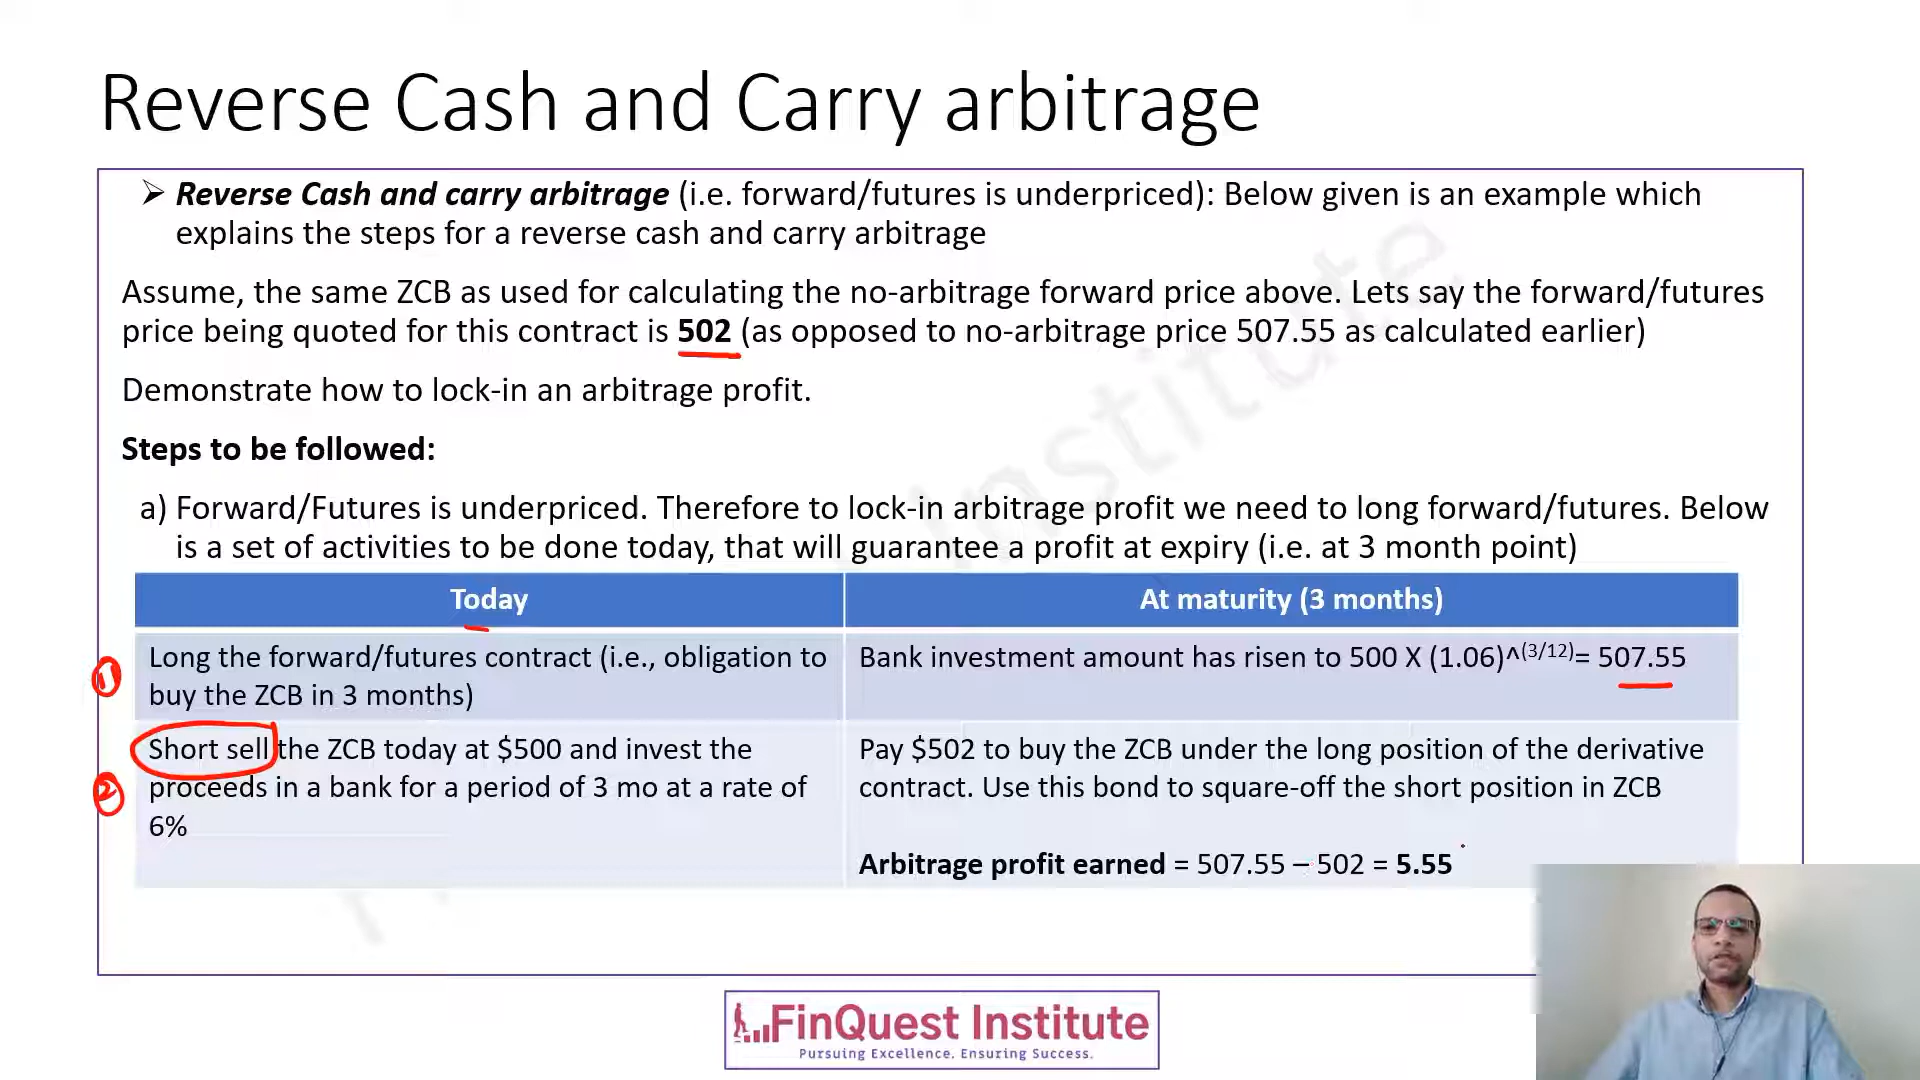 Reverse Cash and Carry arbitrage
➢ Reverse Cash and carry arbitrage (i.e. forward/futures is underpriced): Below given is an example which
explains the steps for a reverse cash and carry arbitrage
Assume, the same ZCB as used for calculating the no-arbitrage forward price above. Lets say the forward/futures
price being quoted for this contract is 502 (as opposed to no-arbitrage price 507.55 as calculated earlier)
Demonstrate how to lock-in an arbitrage profit.
Steps to be followed:
a) Forward/Futures is underpriced. Therefore to lock-in arbitrage profit we need to long forward/futures. Below
is a set of activities to be done today, that will guarantee a profit at expiry (i.e. at 3 month point)
Today
At maturity (3 months)
1
Long the forward/futures contract (i.e., obligation to
buy the ZCB in 3 months)
Bank investment amount has risen to 500 X (1.06)^(3/12)= 507.55
2
Short sell the ZCB today at $500 and invest the
proceeds in a bank for a period of 3 mo at a rate of
6%
Pay $502 to buy the ZCB under the long position of the derivative
contract. Use this bond to square-off the short position in ZCB
Arbitrage profit earned = 507.55 – 502 = 5.55
Institute
FinQuest Institute
Pursuing Excellence. Ensuring Success.